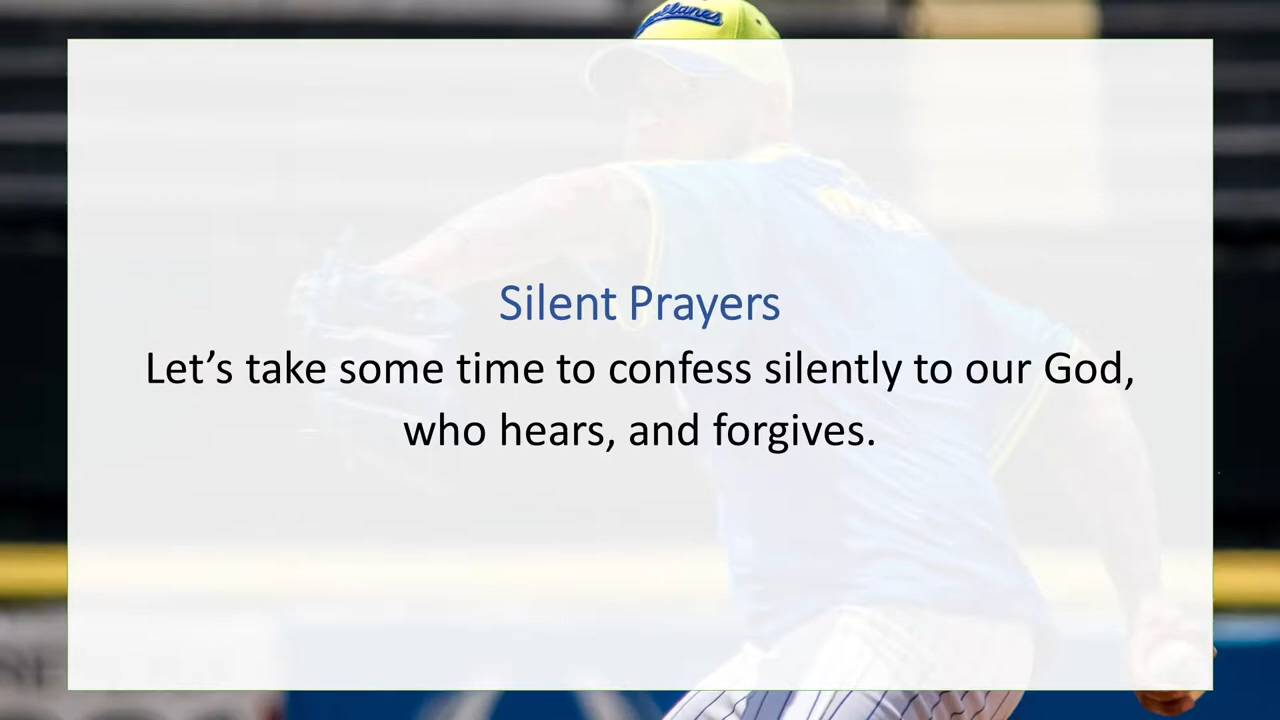 Silent Prayers
Let’s take some time to confess silently to our God,
who hears, and forgives.